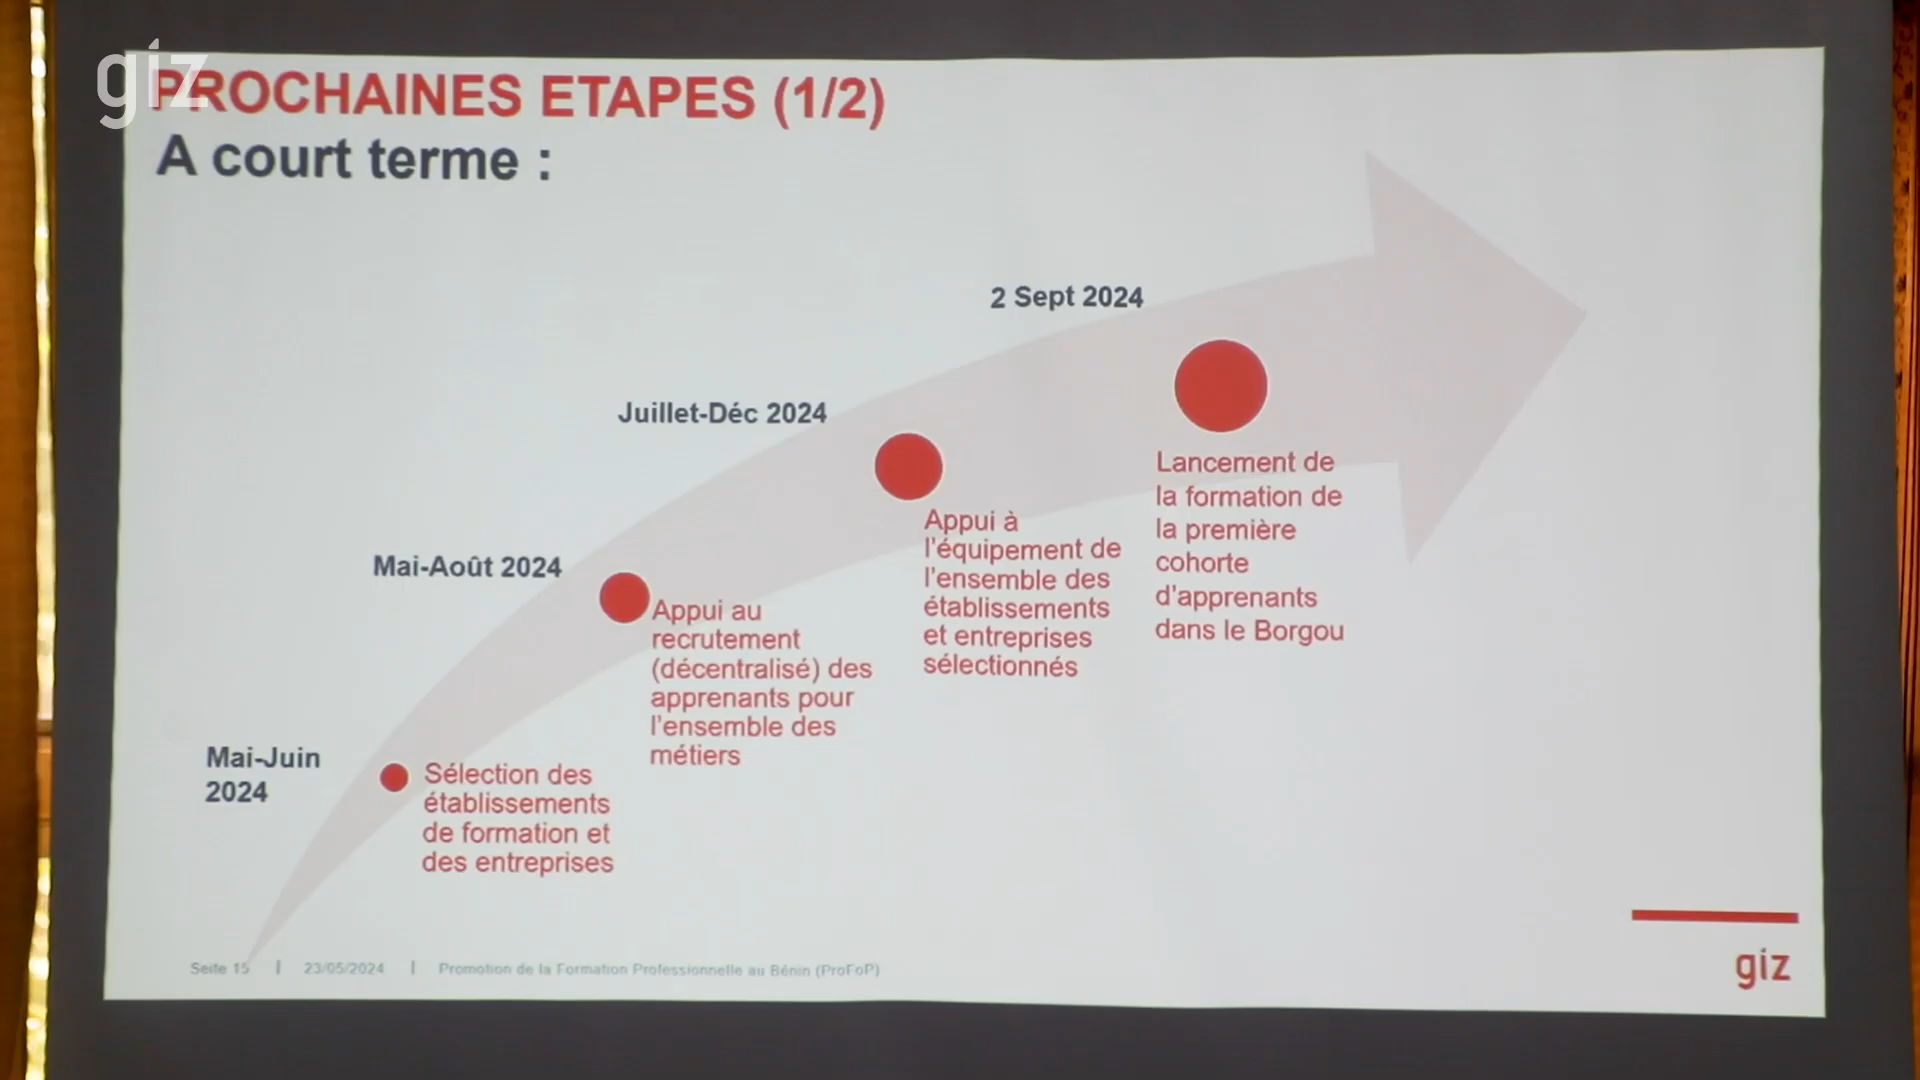 giz
PROCHAINES ETAPES (1/2)
A court terme :
2 Sept 2024
Lancement de
la formation de
la première
cohorte
d'apprenants
dans le Borgou
Juillet-Déc 2024
Appui à
l'équipement de
l'ensemble des
établissements
et entreprises
sélectionnés
Mai-Août 2024
Appui au
recrutement
(décentralisé) des
apprenants pour
l'ensemble des
métiers
Mai-Juin
2024
Sélection des
établissements
de formation et
des entreprises
Seite 15 | 23/05/2024 | Promotion de la Formation Professionnelle au Bénin (ProFoP)
giz